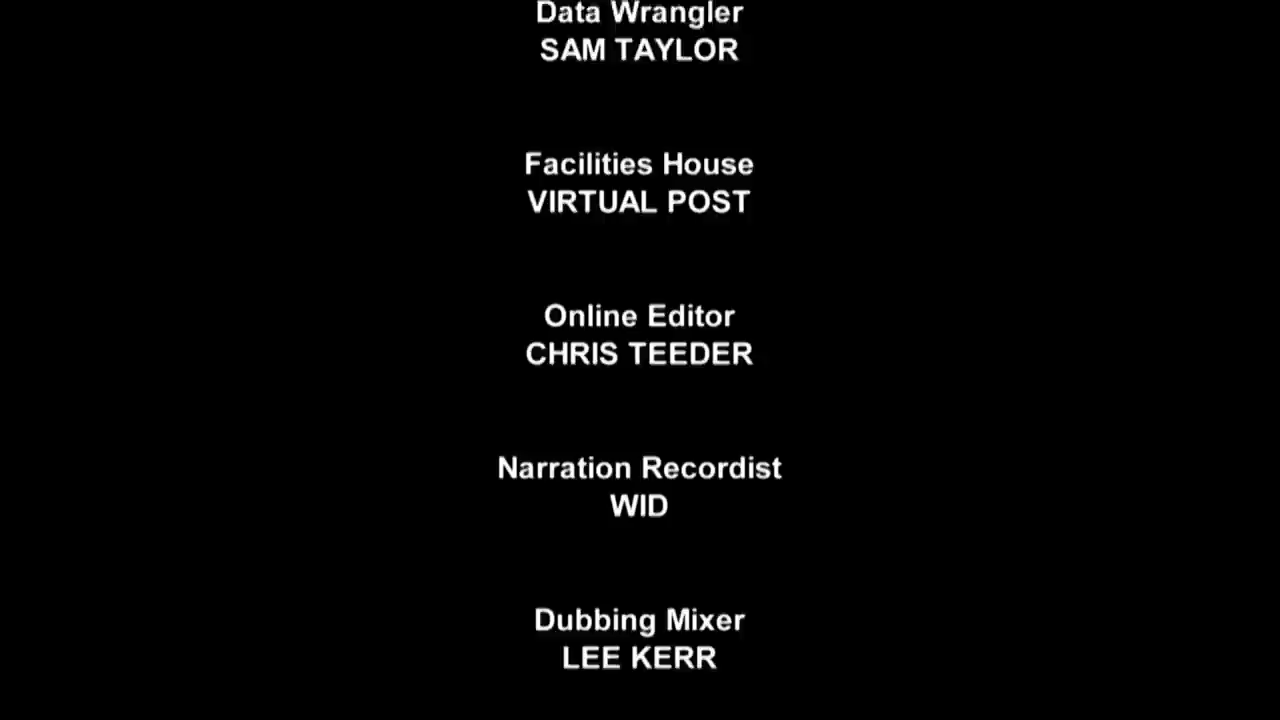 Data Wrangler
SAM TAYLOR
Facilities House
VIRTUAL POST
Online Editor
CHRIS TEEDER
Narration Recordist
WID
Dubbing Mixer
LEE KERR